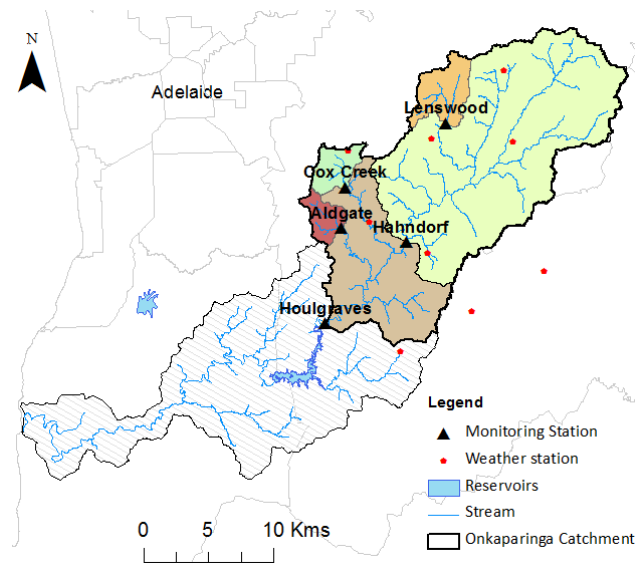 N
Adelaide
Lenswood
Cox Creek
Aldgate
Hahndorf
Houlgraves
Legend
Monitoring Station
Weather station
Reservoirs
Stream
Onkaparinga Catchment
0 5 10 Kms